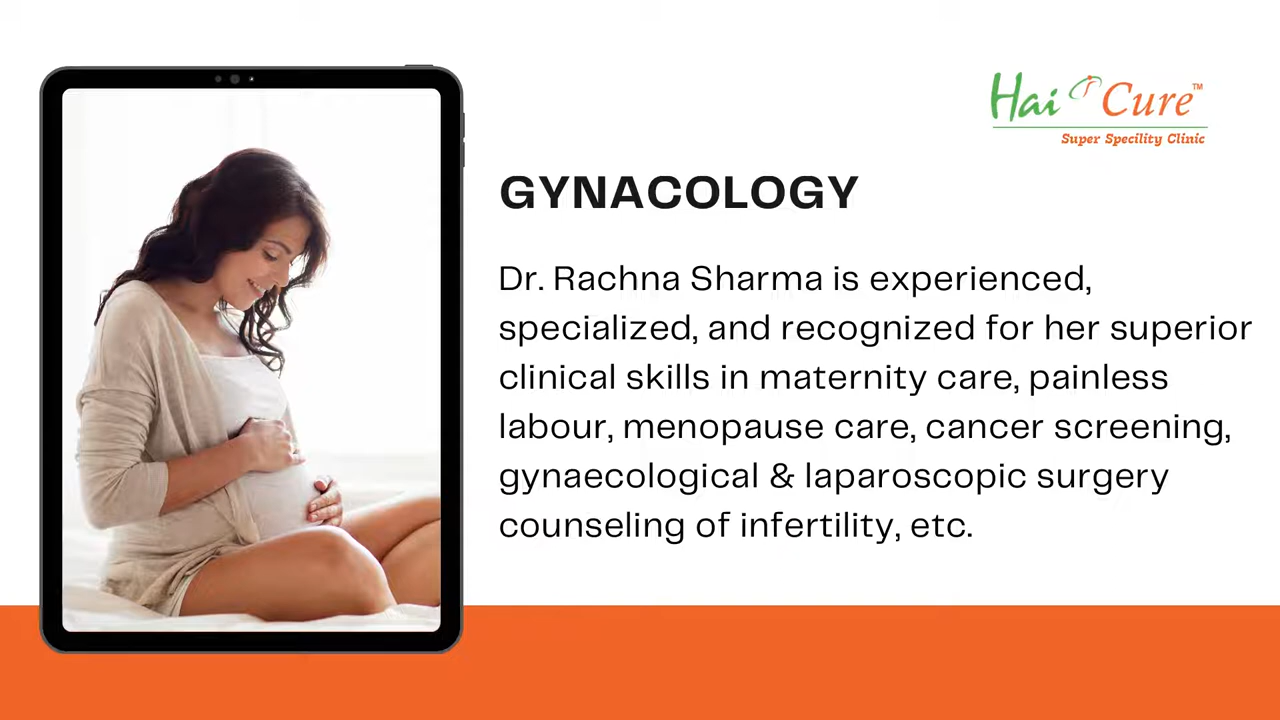 Hai Cure™
Super Specility Clinic
GYNACOLOGY
Dr. Rachna Sharma is experienced,
specialized, and recognized for her superior
clinical skills in maternity care, painless
labour, menopause care, cancer screening,
gynaecological & laparoscopic surgery
counseling of infertility, etc.